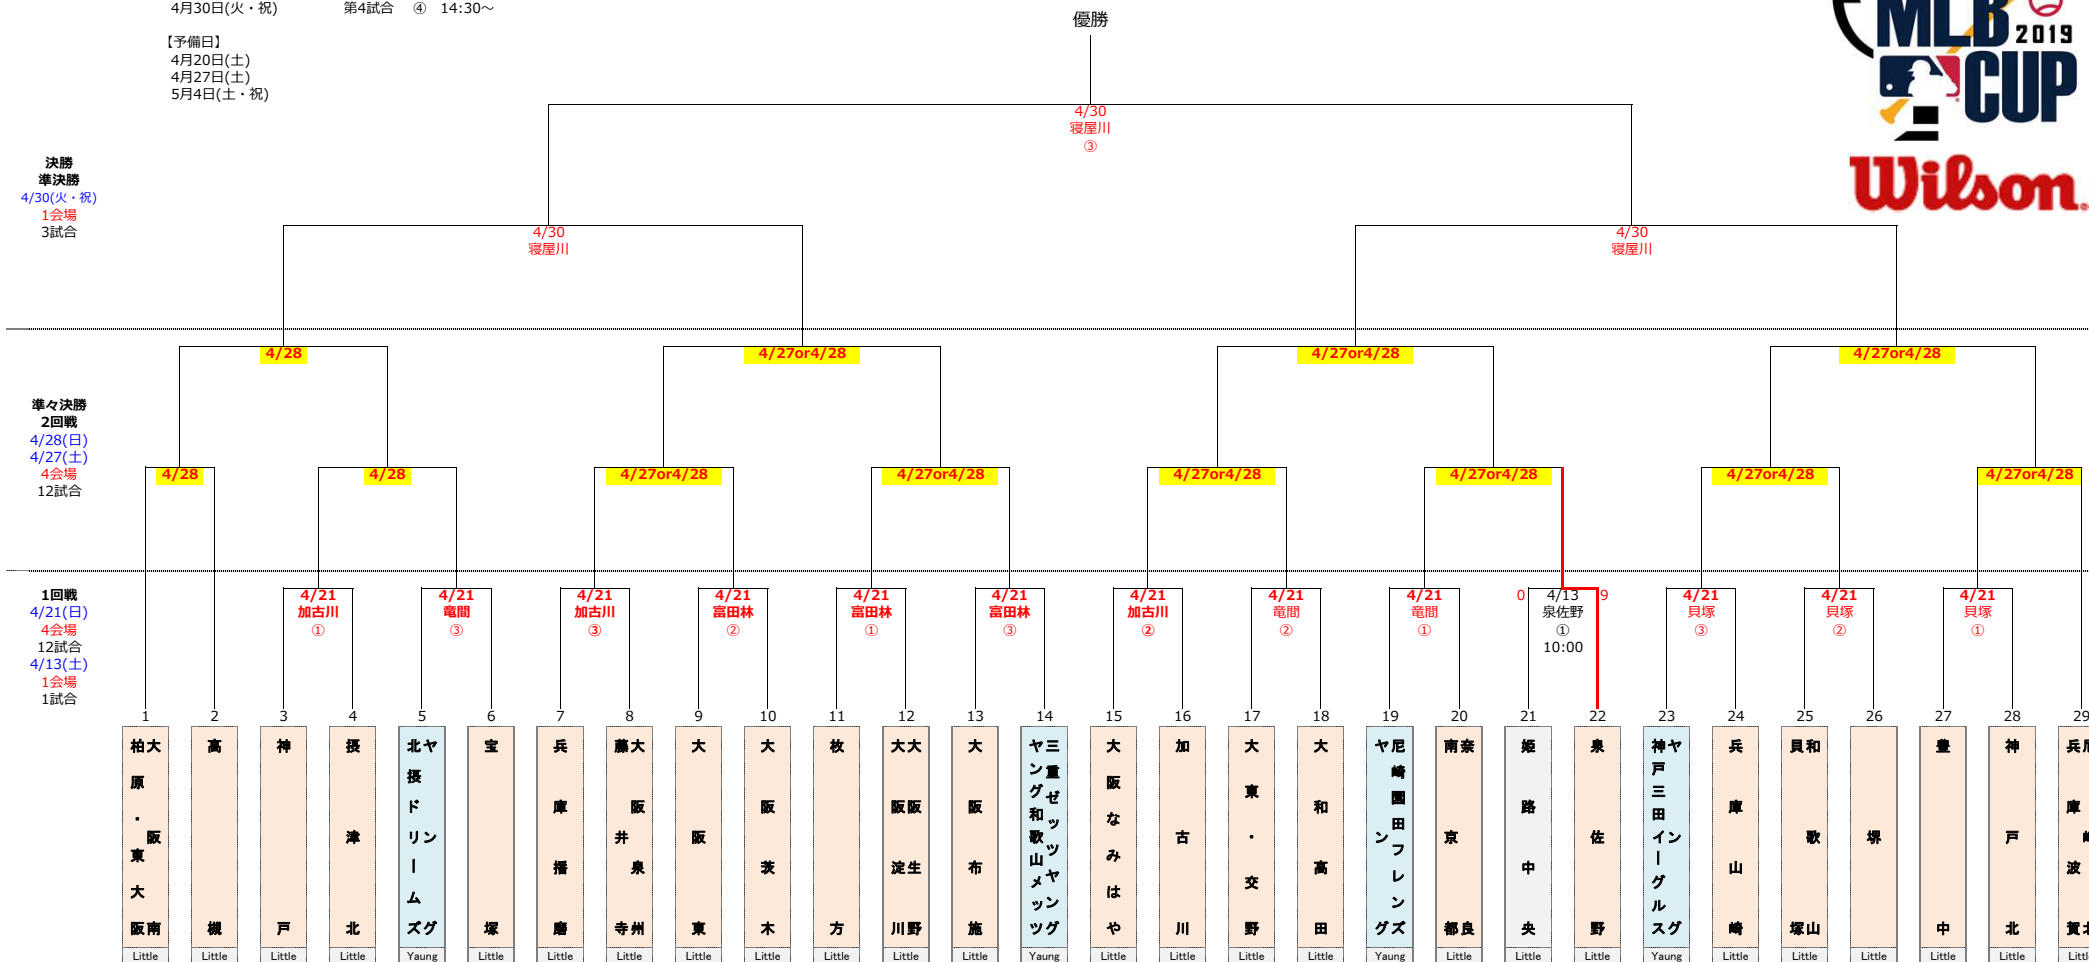 4月30日(火・祝) 第4試合 ④ 14:30～
【予備日】
4月20日(土)
4月27日(土)
5月4日(土・祝)
優勝
MLB
2019
CUP
Wilson
4/30
寝屋川
③
決勝
準決勝
4/30(火・祝)
1会場
3試合
4/30
寝屋川
4/30
寝屋川
4/28
4/27or4/28
4/27or4/28
4/27or4/28
準々決勝
2回戦
4/28(日)
4/27(土)
4会場
12試合
4/28
4/28
4/27or4/28
4/27or4/28
4/27or4/28
4/27or4/28
4/27or4/28
4/27or4/28
1回戦
4/21(日)
4会場
12試合
4/13(土)
1会場
1試合
4/21
加古川
①
4/21
竜間
③
4/21
加古川
③
4/21
富田林
②
4/21
富田林
①
4/21
富田林
③
4/21
加古川
②
4/21
竜間
②
4/21
竜間
①
0 4/13 9
泉佐野
①
10:00
4/21
貝塚
③
4/21
貝塚
②
4/21
貝塚
①
1 2 3 4 5 6 7 8 9 10 11 12 13 14 15 16 17 18 19 20 21 22 23 24 25 26 27 28 29
大阪南
柏原・東大阪
高槻
神戸
摂津北
ヤング
北摂ドリームズ
宝塚
兵庫播磨
大阪泉州
藤井寺
大阪東
大阪茨木
枚方
大阪生野
大阪淀川
大阪布施
三重ゼッツヤング
ヤング和歌山メッツ
大阪なみはや
加古川
大東・交野
大和高田
尼崎園田フレンズ
ヤング
奈良
南京都
姫路中央
泉佐野
ヤング
神戸三田イーグルス
兵庫山崎
和歌山
貝塚
堺
豊中
神戸北
兵庫波賀
Little Little Little Little Yaung Little Little Little Little Little Little Little Little Yaung Little Little Little Little Yaung Little Little Little Yaung Little Little Little Little Little